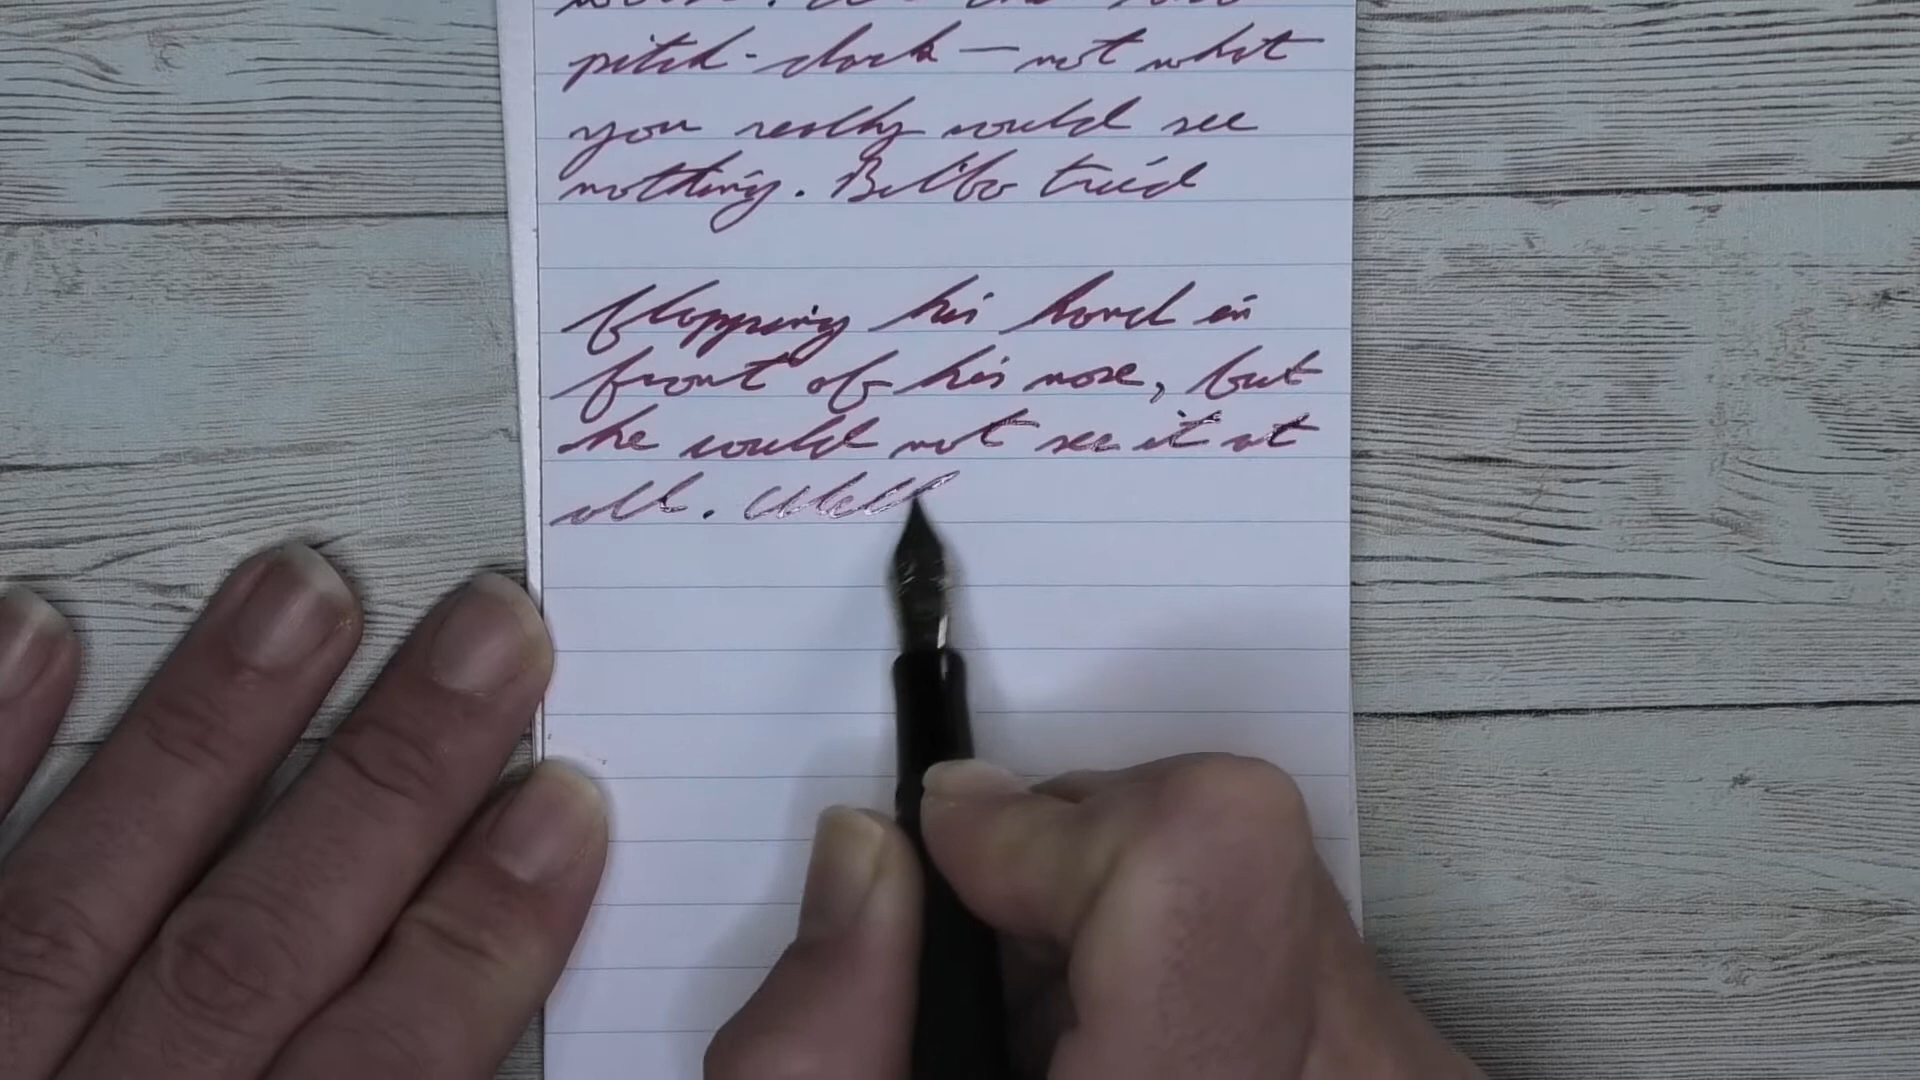 pitch-dark — not what
you really would see
nothing. Bilbo tried
flapping his hand in
front of his nose, but
he could not see it at
all. Well